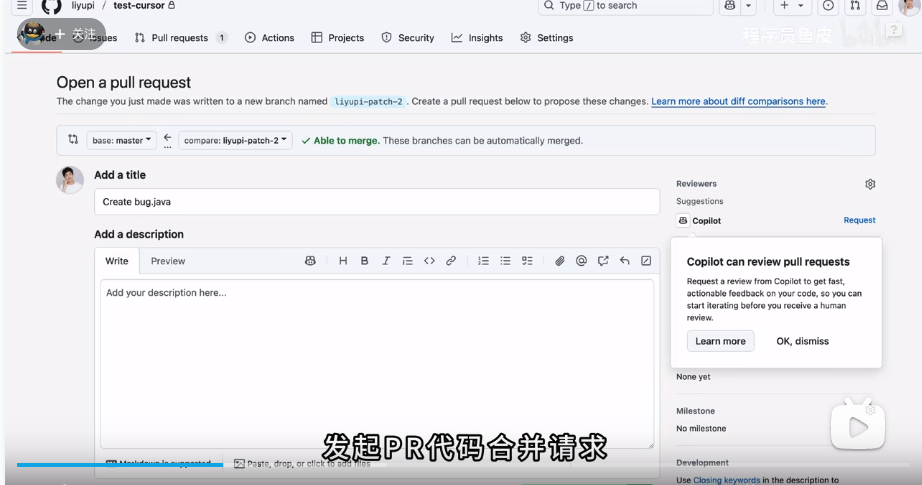 liyupi / test-cursor
Type / to search
关注
Issues
Pull requests 1
Actions
Projects
Security
Insights
Settings
程序员鱼皮
Open a pull request
The change you just made was written to a new branch named liyupi-patch-2 . Create a pull request below to propose these changes. Learn more about diff comparisons here.
base: master
compare: liyupi-patch-2
Able to merge. These branches can be automatically merged.
Add a title
Create bug.java
Add a description
Write Preview
H B I
Add your description here...
Markdown is supported
Paste, drop, or click to add files
Reviewers
Suggestions
Copilot
Request
Copilot can review pull requests
Request a review from Copilot to get fast,
actionable feedback on your code, so you can
start iterating before you receive a human
review.
Learn more
OK, dismiss
None yet
Milestone
No milestone
Development
Use Closing keywords in the description to
发起PR代码合并请求